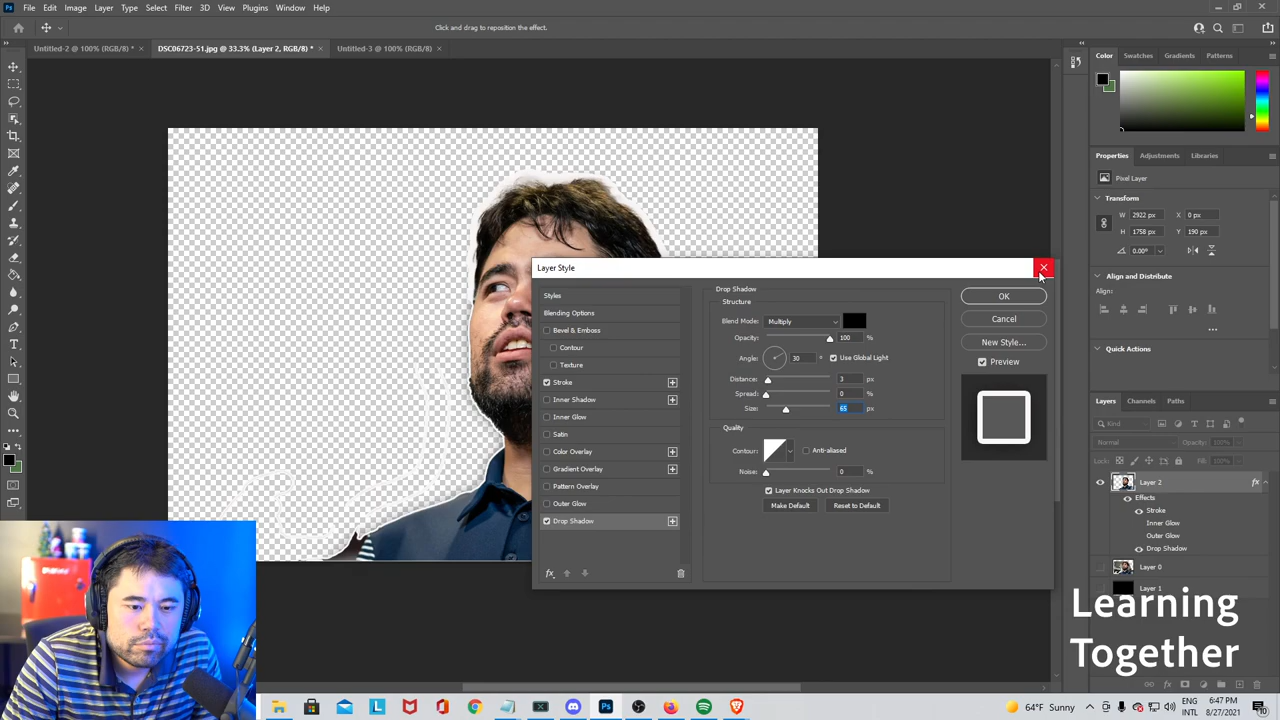 Ps File Edit Image Layer Type Select Filter 3D View Plugins Window Help
Click and drag to reposition the effect.
Untitled-2 @ 100% (RGB/8) * × DSC06723-51.jpg @ 33.3% (Layer 2, RGB/8) * × Untitled-3 @ 100% (RGB/8) ×
Color Swatches Gradients Patterns
Properties Adjustments Libraries
Pixel Layer
Transform
W 2922 px X 0 px
H 1758 px Y 190 px
0.00°
Align and Distribute
Align:
Quick Actions
Layer Style
Styles
Blending Options
Bevel & Emboss
Contour
Texture
Stroke
Inner Shadow
Inner Glow
Satin
Color Overlay
Gradient Overlay
Pattern Overlay
Outer Glow
Drop Shadow
fx
Drop Shadow
Structure
Blend Mode: Multiply
Opacity: 100 %
Angle: 30 ° Use Global Light
Distance: 3 px
Spread: 0 %
Size: 65 px
Quality
Contour: Anti-aliased
Noise: 0 %
Layer Knocks Out Drop Shadow
Make Default Reset to Default
OK
Cancel
New Style...
Preview
Layers Channels Paths
Kind
Normal Opacity: 100%
Lock: Fill: 100%
Layer 2 fx
Effects
Stroke
Inner Glow
Outer Glow
Drop Shadow
Layer 0
Layer 1
Learning
Together
64°F Sunny ENG INTL 6:47 PM 8/27/2021